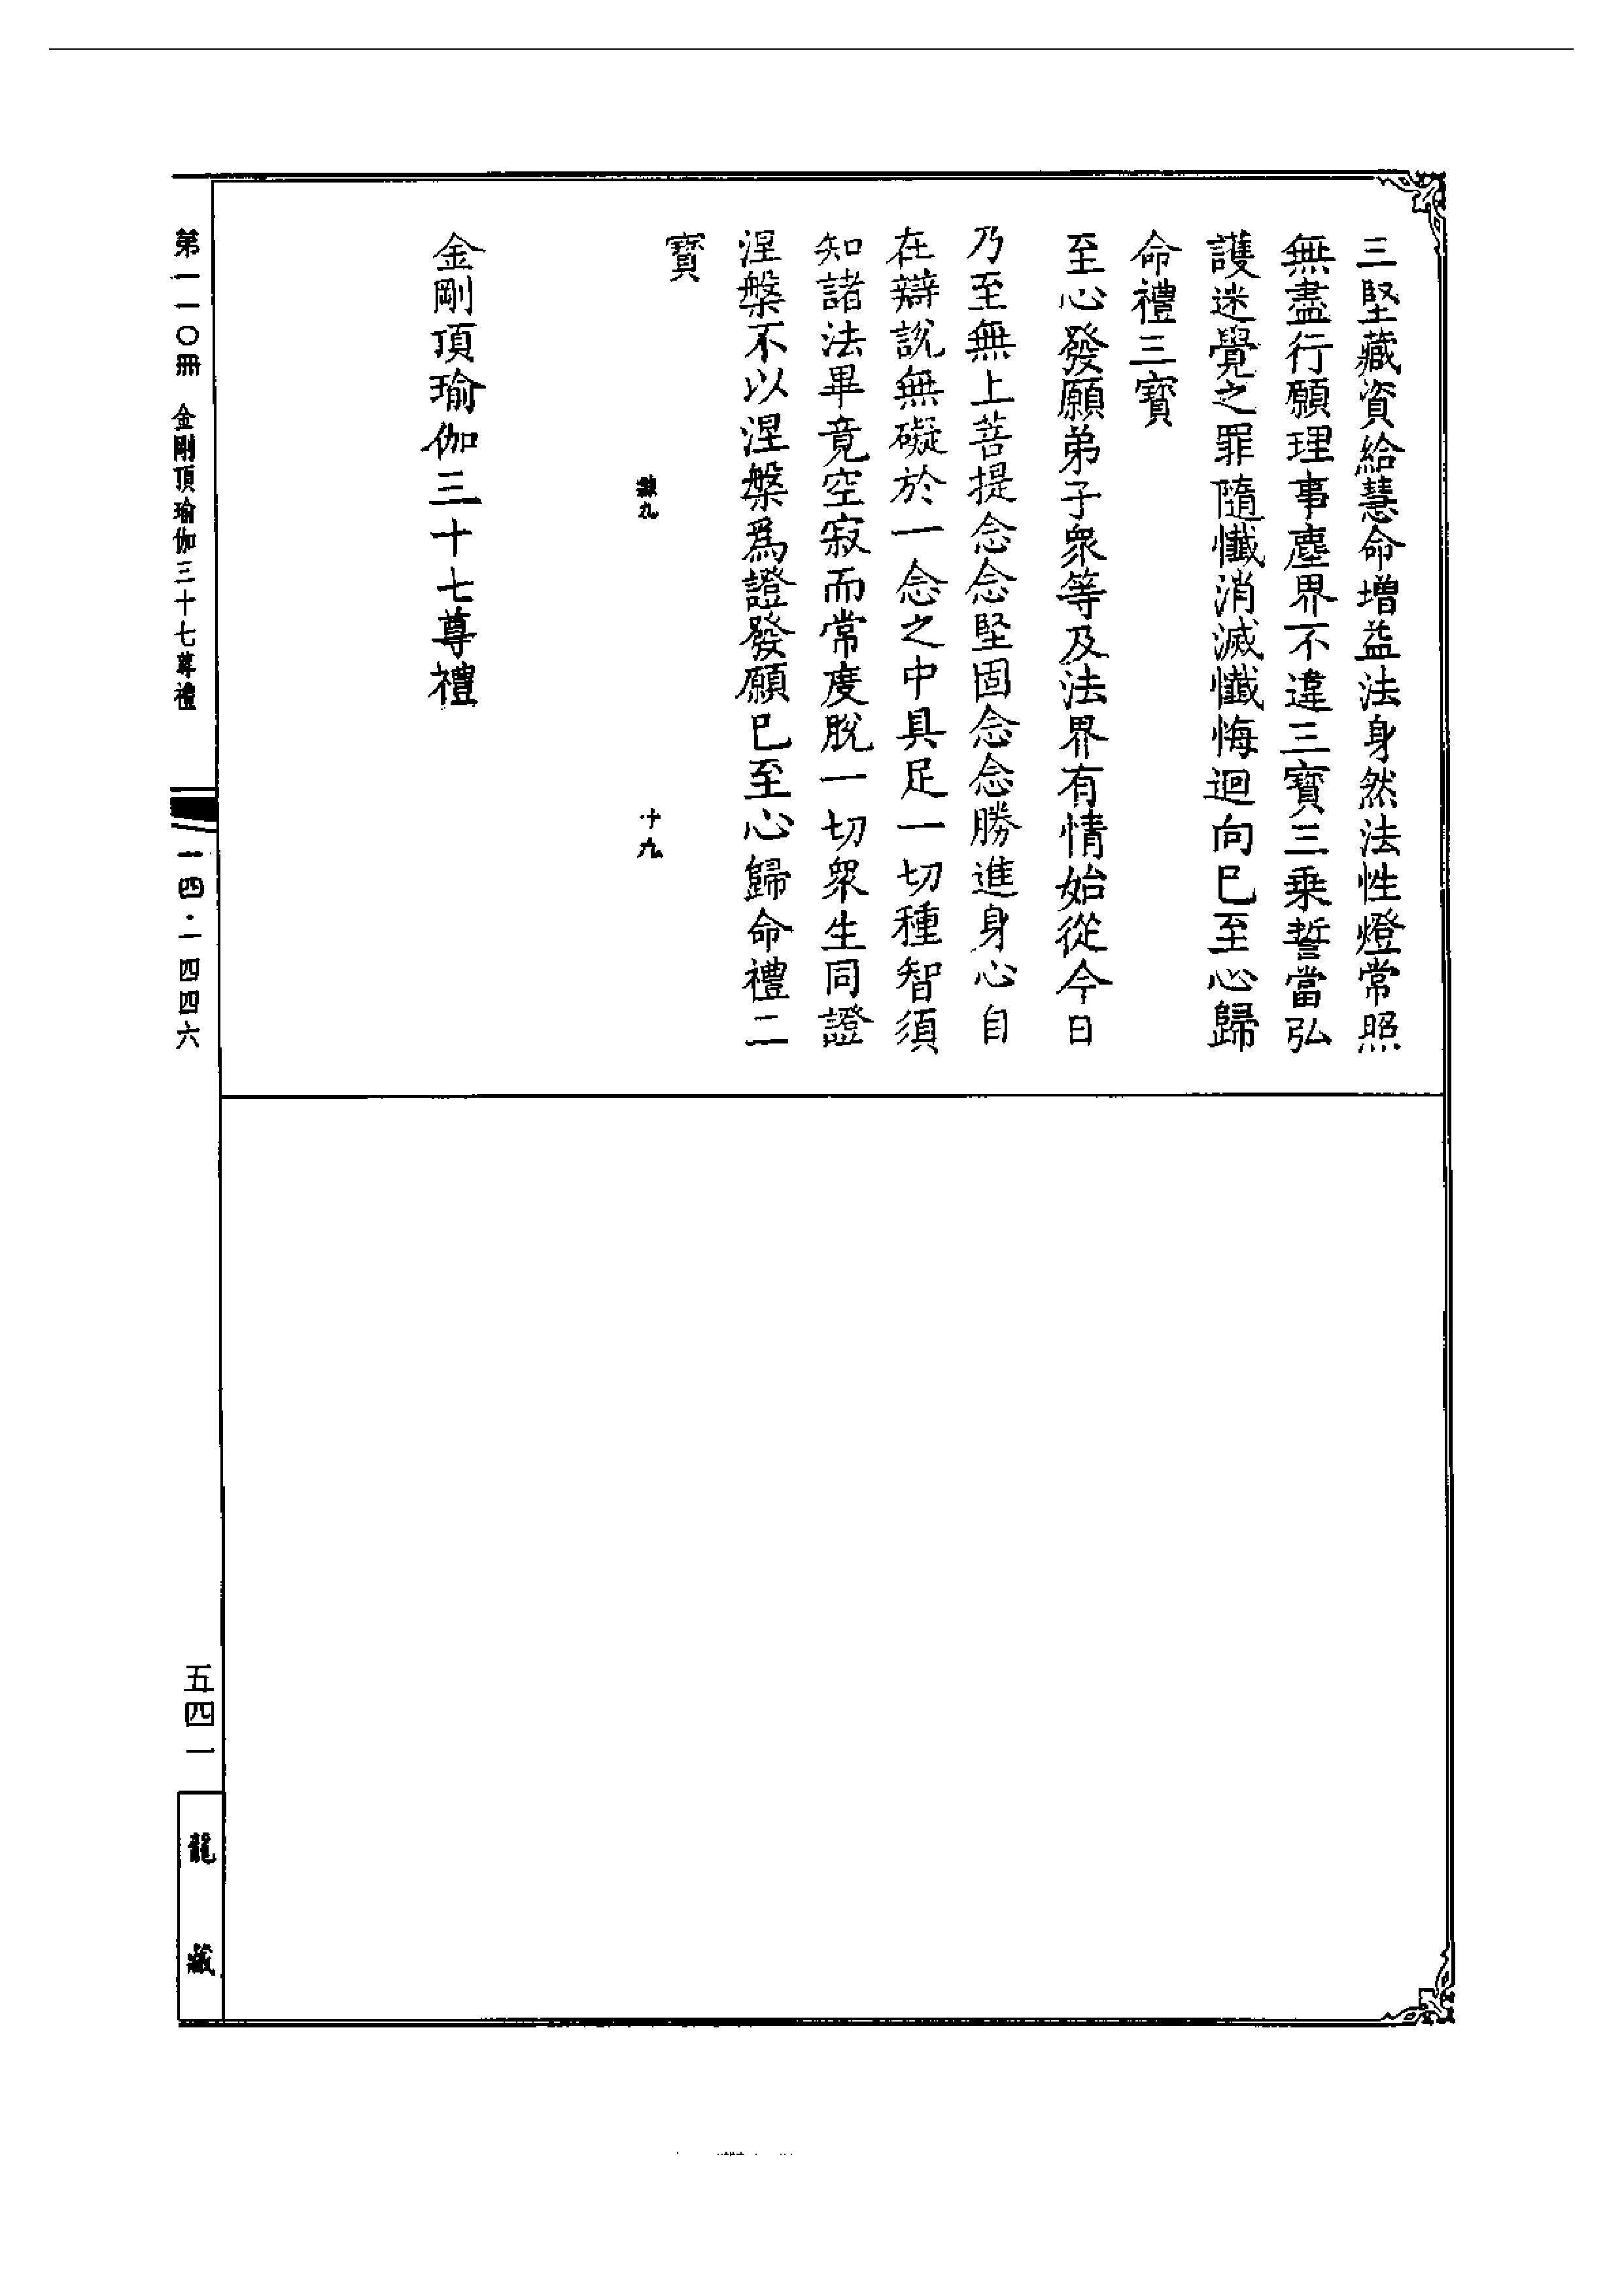 三堅藏資給慧命增益法身然法性燈常照
無盡行願理事塵界不違三寶三乗誓當弘
護迷覺之罪隨懺消滅懺悔迴向巳至心歸
命禮三寶
至心發願弟子衆等及法界有情始從今日
乃至無上菩提念念堅固念念勝進身心自
在辯說無礙於一念之中具足一切種智須
知諸法畢竟空寂而常度脫一切衆生同證
涅槃不以涅槃爲證發願巳至心歸命禮二
寶
九
十九
金剛頂瑜伽三十七尊禮
第一一〇冊 金剛頂瑜伽三十七尊禮
一四·一四四六
五四一
龍藏